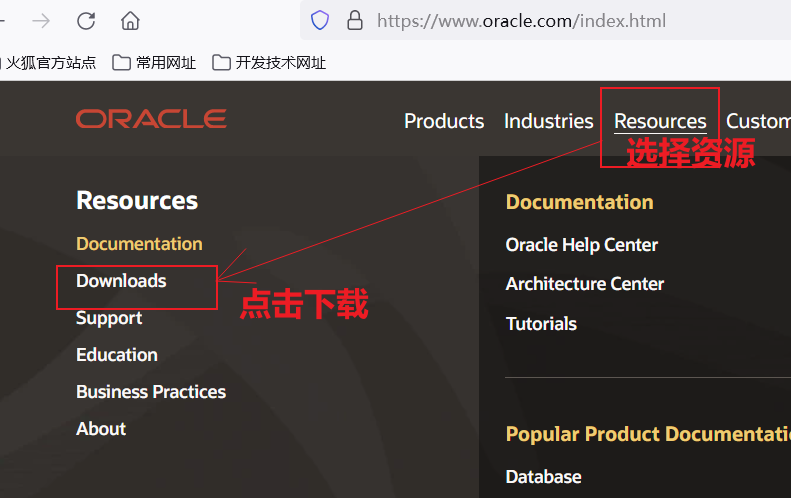 https://www.oracle.com/index.html
火狐官方站点 常用网址 开发技术网址
ORACLE
Products Industries Resources Custom
选择资源
Resources
Documentation
Downloads
点击下载
Support
Education
Business Practices
About
Documentation
Oracle Help Center
Architecture Center
Tutorials
Popular Product Documentati
Database